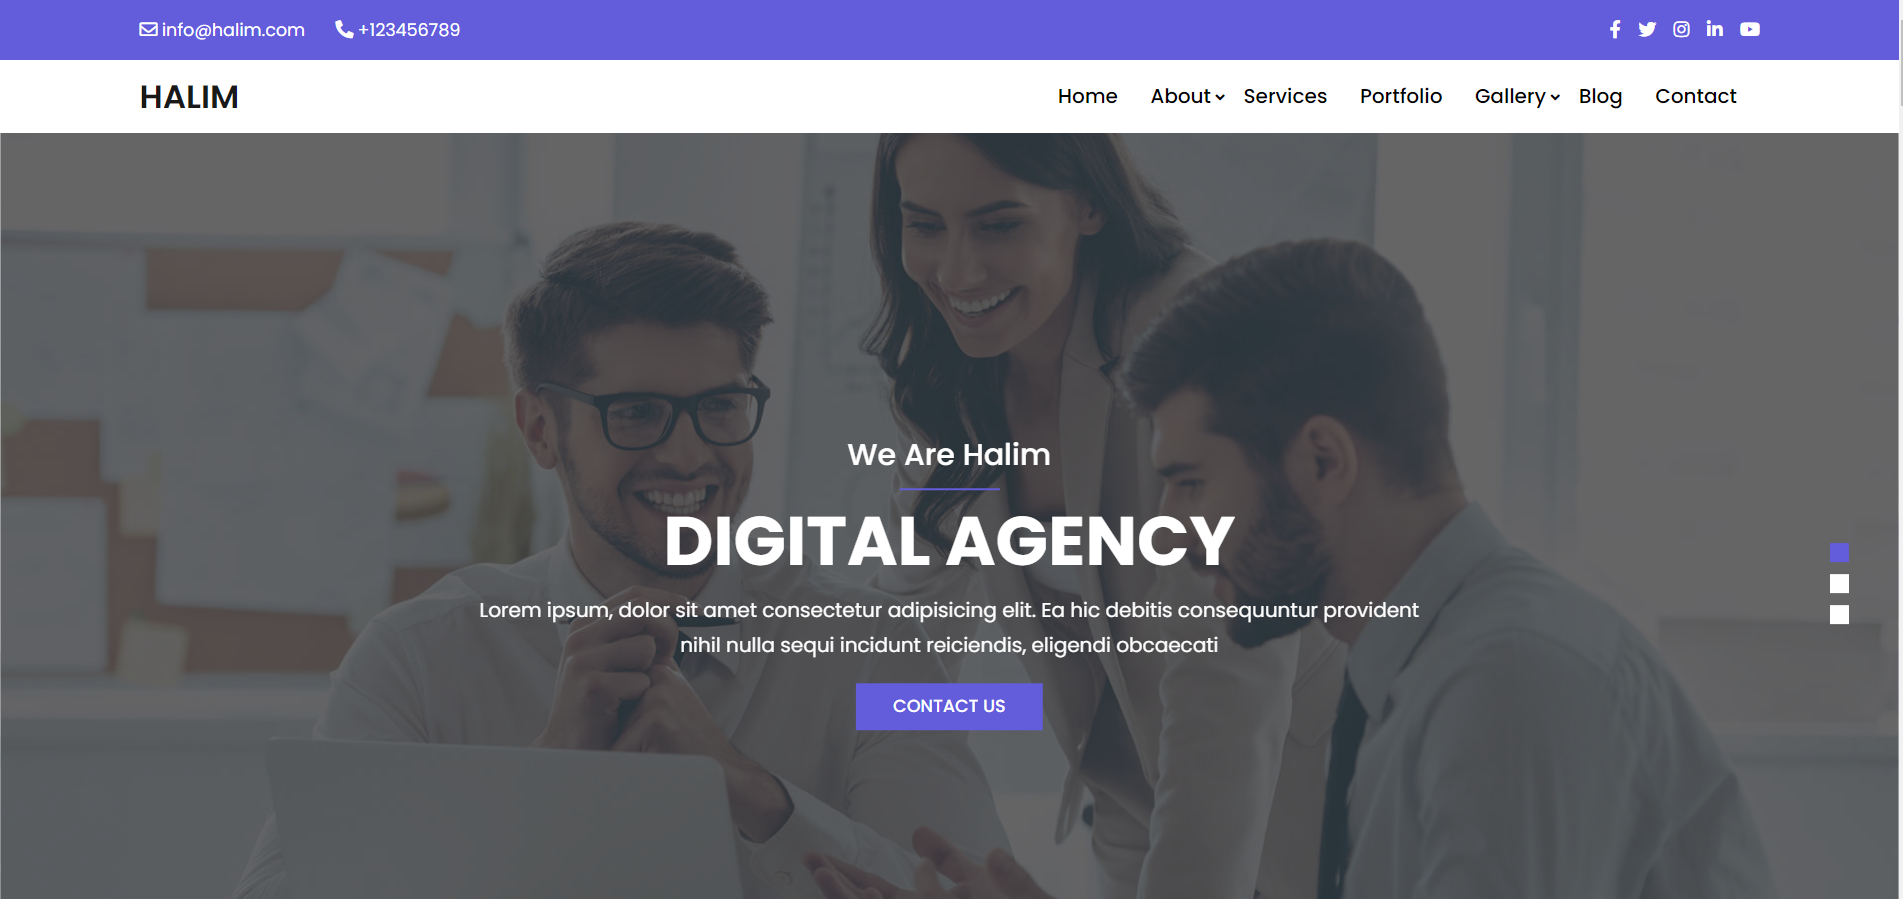 info@halim.com +123456789
HALIM
Home About Services Portfolio Gallery Blog Contact
We Are Halim
DIGITAL AGENCY
Lorem ipsum, dolor sit amet consectetur adipisicing elit. Ea hic debitis consequuntur provident
nihil nulla sequi incidunt reiciendis, eligendi obcaecati
CONTACT US